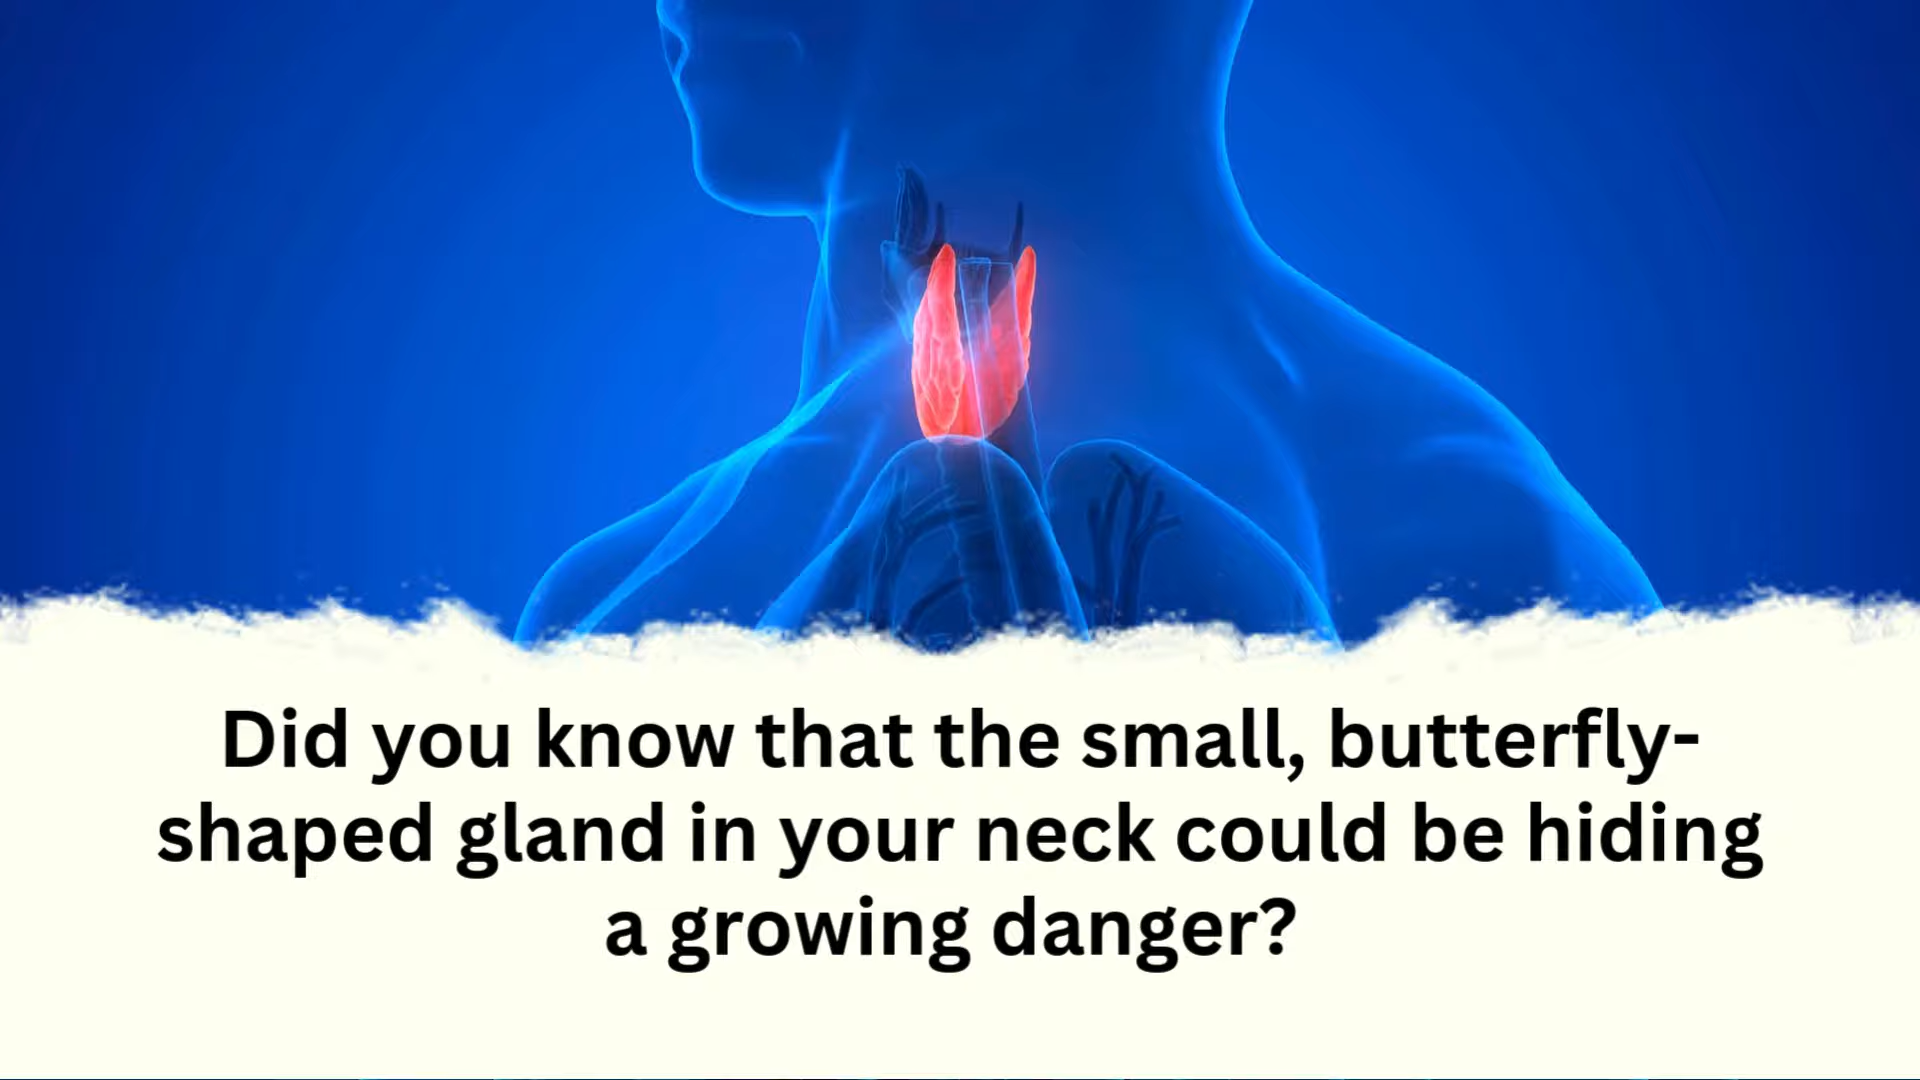 Did you know that the small, butterfly-
shaped gland in your neck could be hiding
a growing danger?